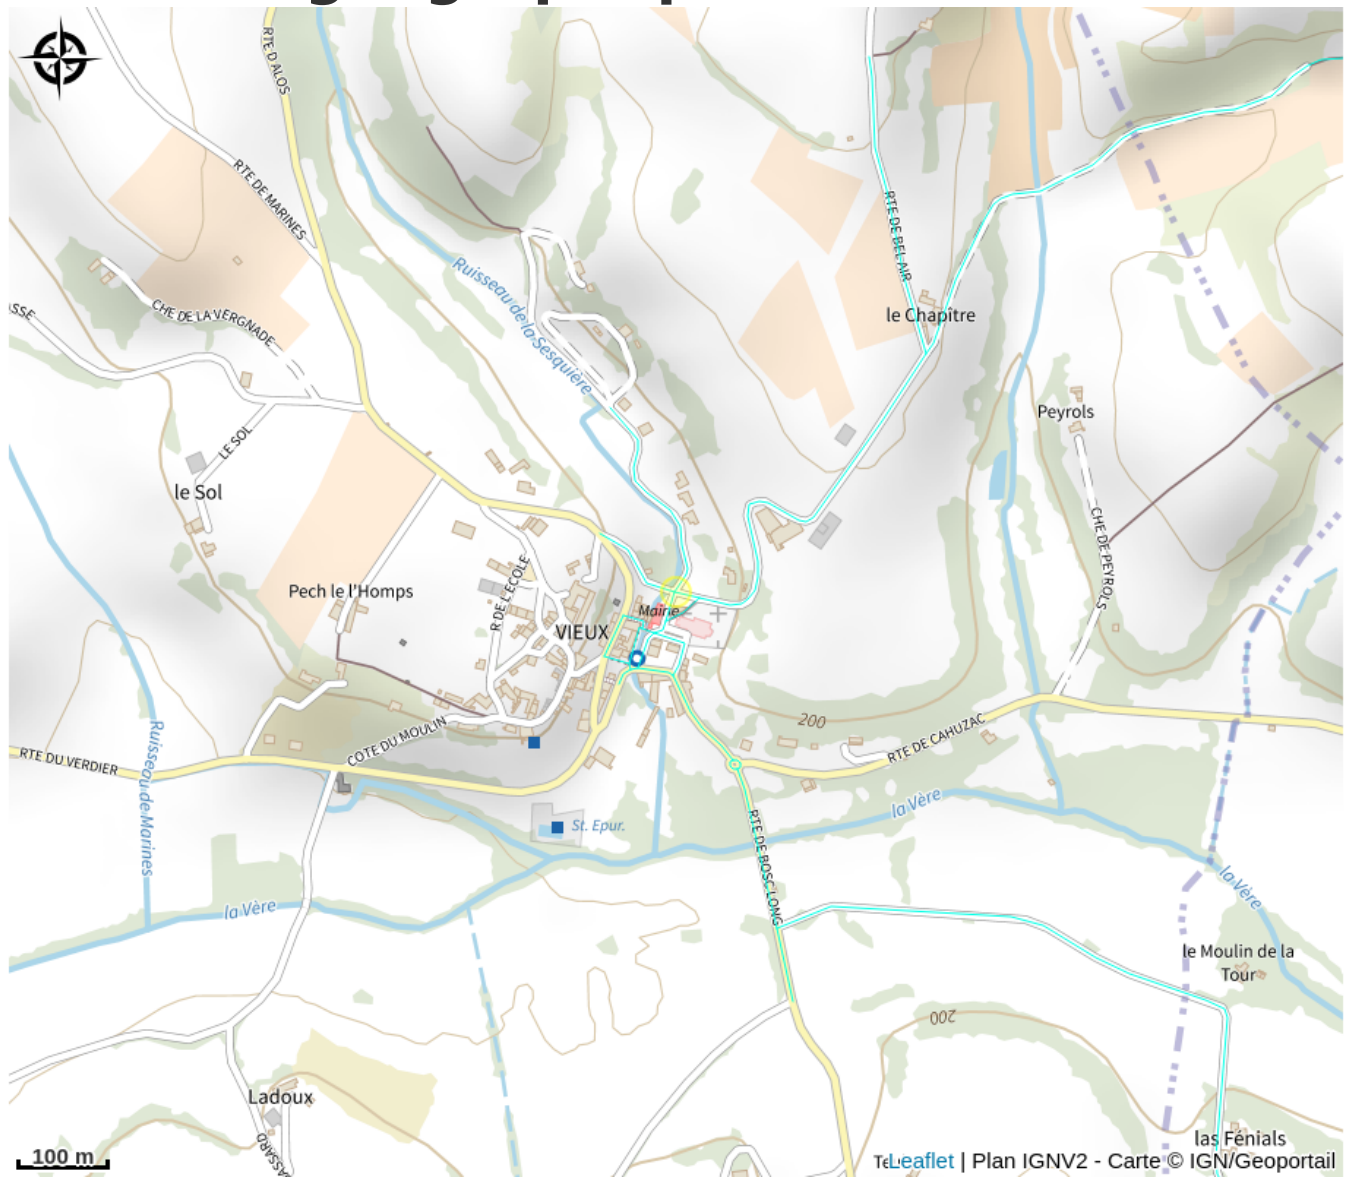 RTE D ALOS
RTE DE MARINES
Ruisseau de la Sesquière
RTE DE BEL AIR
CHE DE LA VERGNADE
le Chapitre
Peyrols
LE SOL
le Sol
CHE DE PEYROLS
R DE L'ECOLE
Pech le l'Homps
Mairie
VIEUX
200
RTE DE CAHUZAC
COTE DU MOULIN
RTE DU VERDIER
Ruisseau de Marines
la Vère
St. Epur.
RTE DE BOSC LONG
la Vère
la Vère
le Moulin de la
Tour
200
Ladoux
las Fénials
100 m
Leaflet | Plan IGNV2 - Carte © IGN/Geoportail